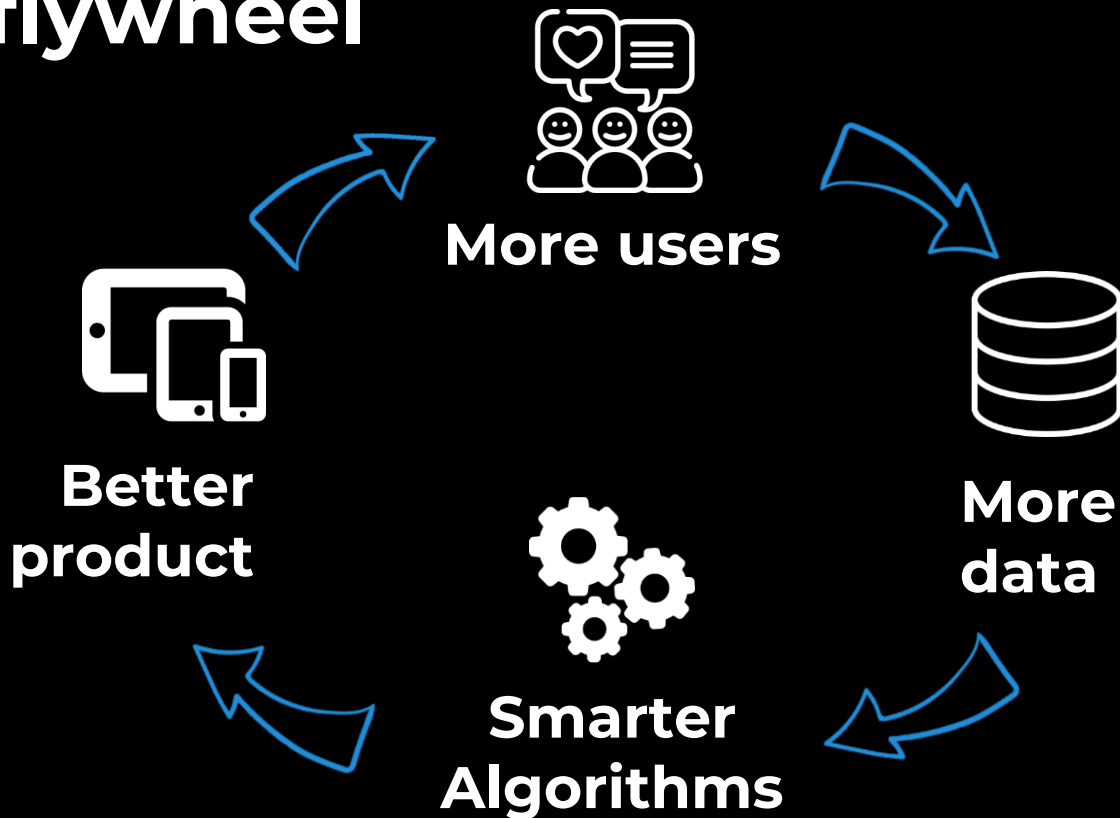 flywheel
More users
Better
product
More
data
Smarter
Algorithms